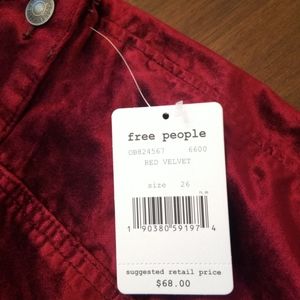 free people
OB824567 6600
RED VELVET
size 26
1 90380 59197 4
suggested retail price
$68.00